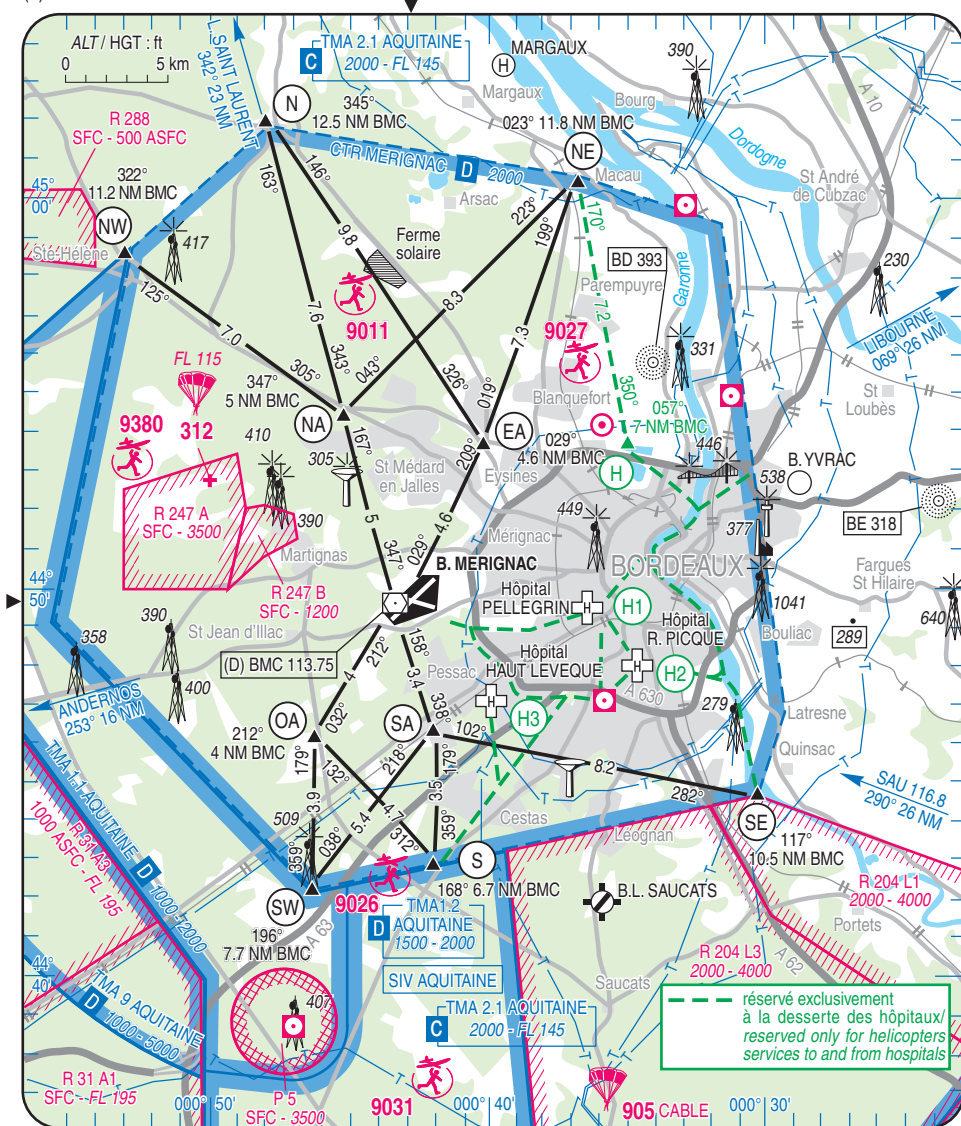 ALT / HGT : ft
0 5 km
L. SAINT LAURENT
342° 23 NM
C
TMA 2.1 AQUITAINE
2000 - FL 145
MARGAUX
H
Margaux
390
Bourg
A 10
Dordogne
N
345°
12.5 NM BMC
023° 11.8 NM BMC
NE
Macau
St André
de Cubzac
R 288
SFC - 500 ASFC
322°
11.2 NM BMC
CTR MERIGNAC
D
2000
45°
00'
NW
Ste-Hélène
417
163°
146°
Arsac
223°
199°
170°
BD 393
Garonne
230
Ferme
solaire
9.8
Parempuyre
125°
7.6
9011
8.3
7.3
7.2
9027
331
LIBOURNE
069° 26 NM
7.0
FL 115
305°
343°
043°
326°
019°
350°
Blanquefort
St
Loubès
347°
5 NM BMC
NA
EA
057°
7 NM BMC
9380
312
410
167°
305
209°
029°
4.6 NM BMC
H
446
B. YVRAC
St Médard
en Jalles
Eysines
538
R 247 A
SFC - 3500
390
5
4.6
449
377
BE 318
Martignas
347°
029°
Mérignac
BORDEAUX
R 247 B
SFC - 1200
B. MERIGNAC
Fargues
St Hilaire
44°
50'
Hôpital
PELLEGRIN
H
H1
1041
640
358
390
St Jean d'Illac
Hôpital
R. PICQUE
Bouliac
289
(D) BMC 113.75
212°
158°
Pessac
Hôpital
HAUT LEVEQUE
H
H2
400
4
3.4
A 630
279
ANDERNOS
253° 16 NM
H
H3
Latresne
OA
032°
SA
338°
102°
212°
4 NM BMC
179°
132°
218°
179
8.2
Quinsac
TMA 1.1 AQUITAINE
D
1000-2000
3.9
4.7
3.5
282°
SAU 116.8
290° 26 NM
R 31 A3
1000 ASFC - FL 195
5.4
Cestas
Léognan
SE
509
359°
038°
312°
359°
117°
10.5 NM BMC
S
SW
9026
168° 6.7 NM BMC
B.L. SAUCATS
R 204 L1
2000 - 4000
196°
7.7 NM BMC
A 63
D
TMA1.2
AQUITAINE
1500 - 2000
Portets
R 204 L3
2000 - 4000
A 62
44°
40'
SIV AQUITAINE
Saucats
TMA 9 AQUITAINE
D
1000-5000
407
C
TMA 2.1 AQUITAINE
2000 - FL 145
réservé exclusivement
à la desserte des hôpitaux/
reserved only for helicopters
services to and from hospitals
R 31 A1
SFC - FL 195
P 5
SFC - 3500
000° 50'
9031
000° 40'
905 CABLE
000° 30'